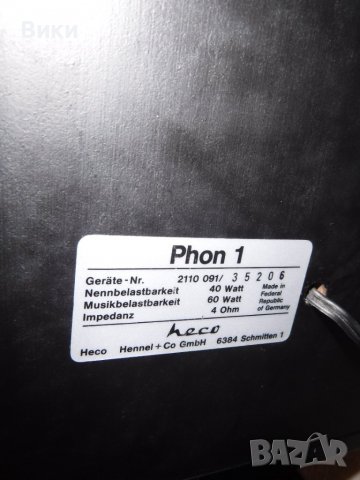 Вики
Phon 1
Geräte-Nr. 2110 091/ 35206
Nennbelastbarkeit 40 Watt
Musikbelastbarkeit 60 Watt
Impedanz 4 Ohm
Made in
Federal
Republic
of Germany
heco
Heco Hennel+Co GmbH 6384 Schmitten 1
BAZAR